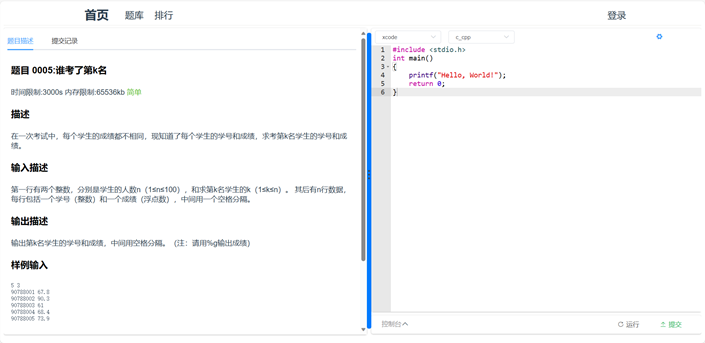 首页 题库 排行 登录
题目描述 提交记录
题目 0005:谁考了第k名
时间限制:3000s 内存限制:65536kb 简单
描述
在一次考试中，每个学生的成绩都不相同，现知道了每个学生的学号和成绩，求考第k名学生的学号和成
绩。
输入描述
第一行有两个整数，分别是学生的人数n（1≤n≤100），和求第k名学生的k（1≤k≤n）。 其后有n行数据，
每行包括一个学号（整数）和一个成绩（浮点数），中间用一个空格分隔。
输出描述
输出第k名学生的学号和成绩，中间用空格分隔。（注：请用%g输出成绩）
样例输入
5 3
90788001 67.8
90788002 90.3
90788003 61
90788004 68.4
90788005 73.9
xcode c_cpp
1 #include <stdio.h>
2 int main()
3 {
4 printf("Hello, World!");
5 return 0;
6 }
控制台 运行 提交